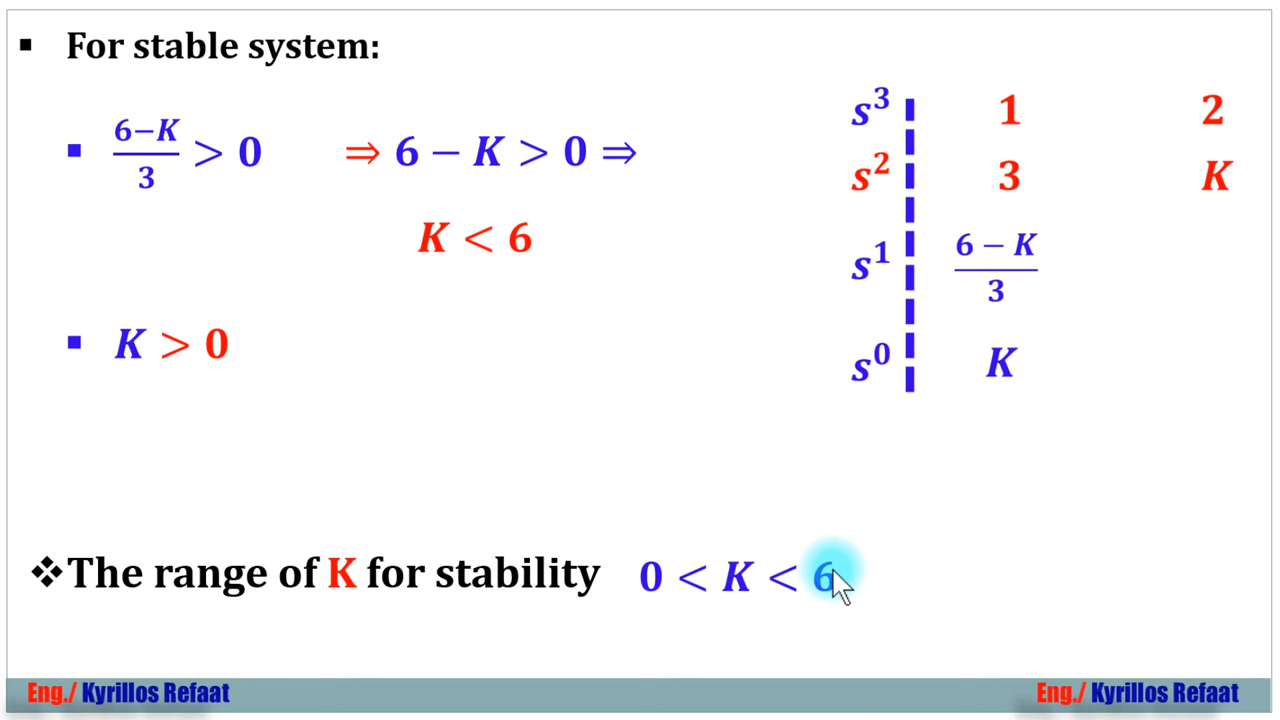 ▪ For stable system:
▪ (6−K)/3 > 0 ⇒ 6 − K > 0 ⇒
K < 6
▪ K > 0
s³ 1 2
s² 3 K
s¹ (6 − K)/3
s⁰ K
❖The range of K for stability 0 < K < 6
Eng./ Kyrillos Refaat
Eng./ Kyrillos Refaat